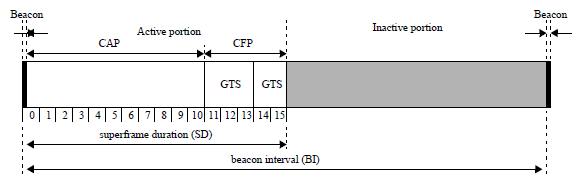 Beacon Beacon
Active portion Inactive portion
CAP CFP
GTS GTS
0 1 2 3 4 5 6 7 8 9 10 11 12 13 14 15
superframe duration (SD)
beacon interval (BI)